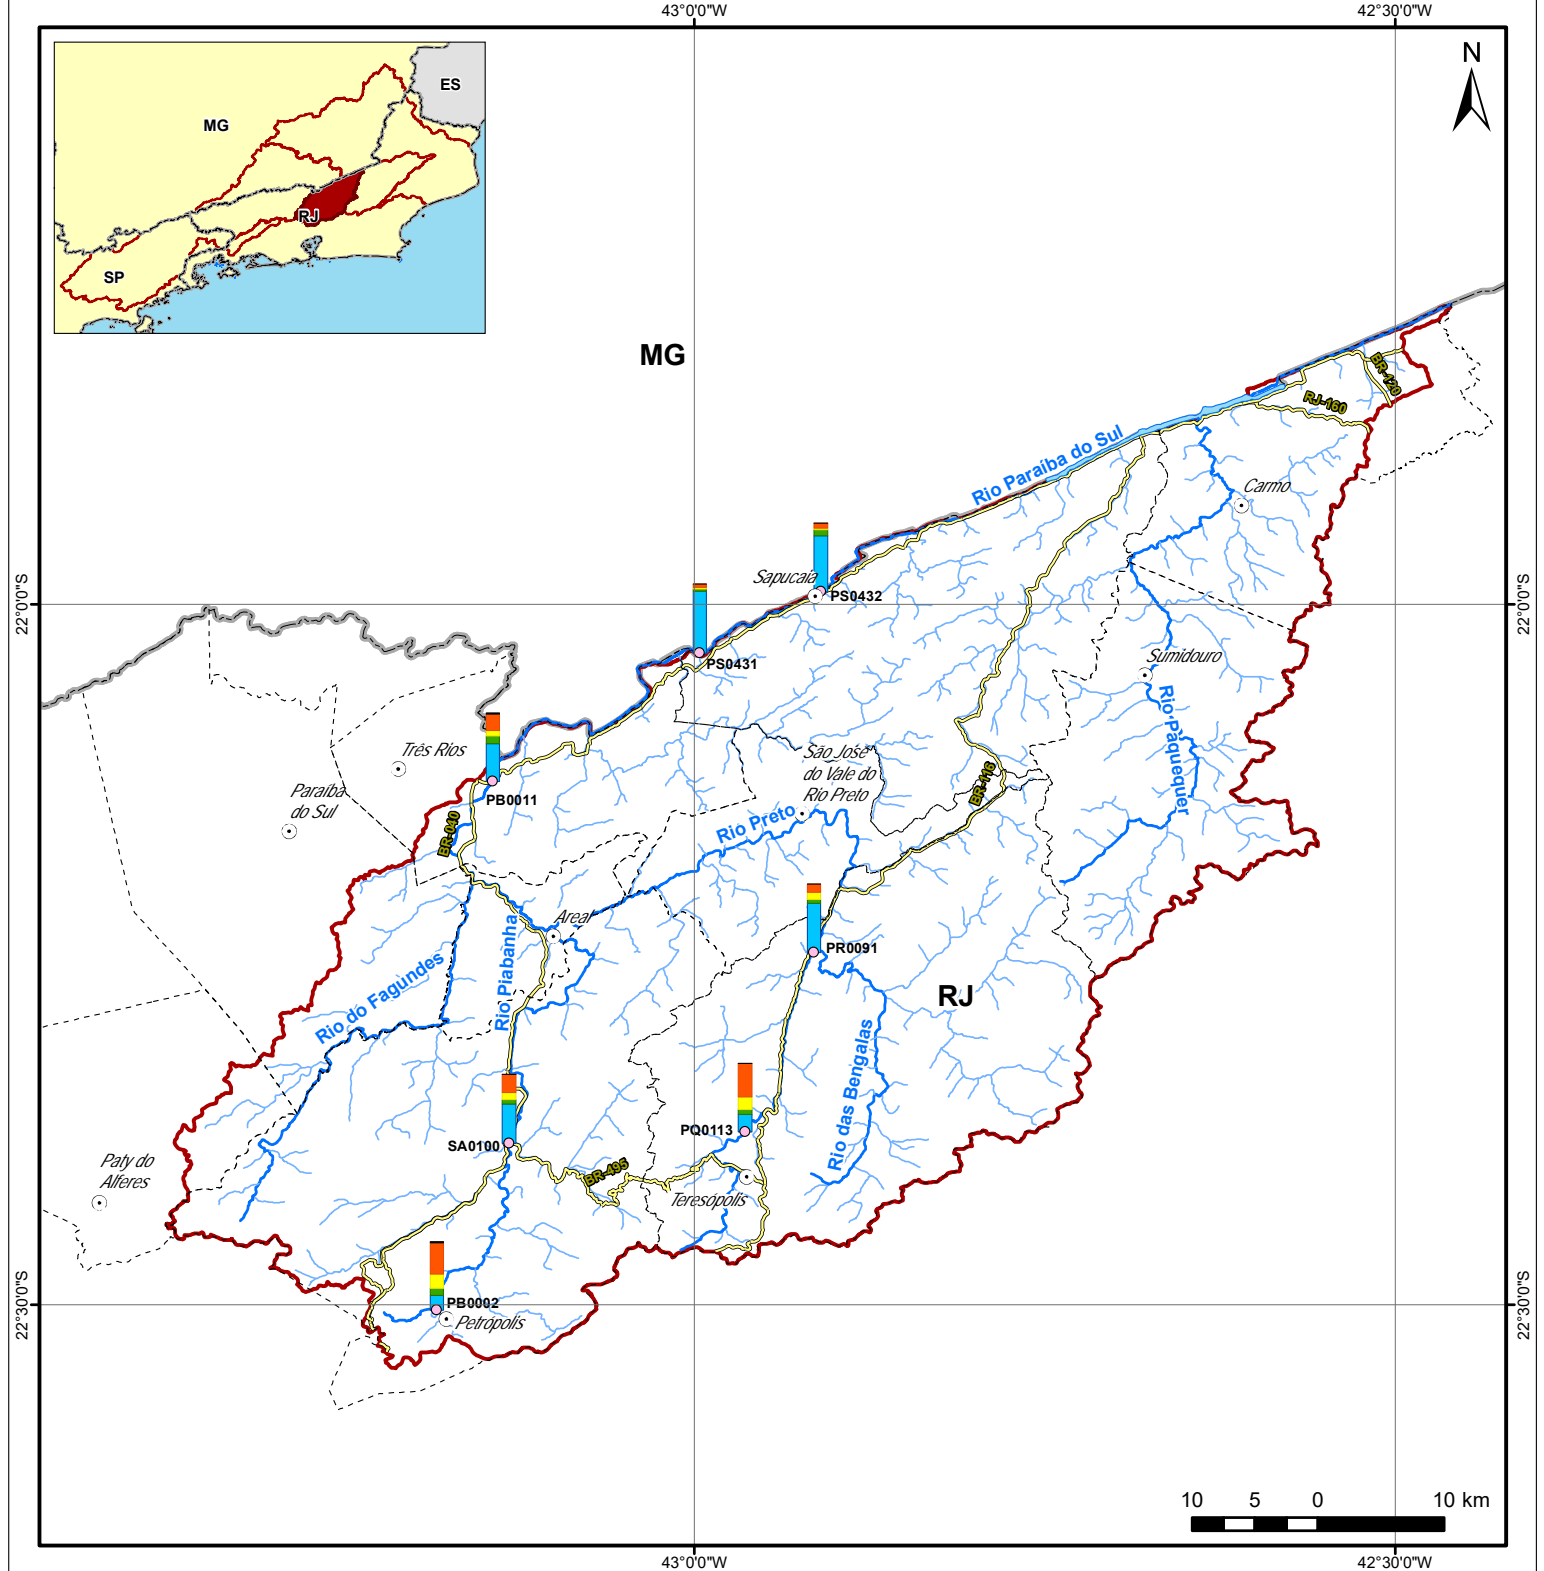 43°0'0"W
42°30'0"W
N
ES
MG
RJ
SP
MG
BR-420
RJ-160
Rio Paraíba do Sul
Carmo
Sapucaia
PS0432
22°0'0"S
22°0'0"S
PS0431
Sumidouro
Rio Paquequer
Três Rios
São José
do Vale do
Rio Preto
BR-116
Paraíba
do Sul
PB0011
BR-040
Rio Preto
Areal
Rio Piabanha
PR0091
Rio do Fagundes
RJ
Rio das Bengalas
PQ0113
SA0100
Paty do
Alferes
BR-495
Teresópolis
22°30'0"S
22°30'0"S
PB0002
Petrópolis
10
5
0
10 km
43°0'0"W
42°30'0"W